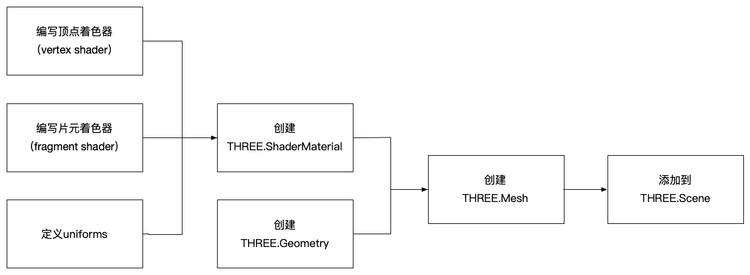 编写顶点着色器
（vertex shader）
编写片元着色器
（fragment shader）
定义uniforms
创建
THREE.ShaderMaterial
创建
THREE.Geometry
创建
THREE.Mesh
添加到
THREE.Scene